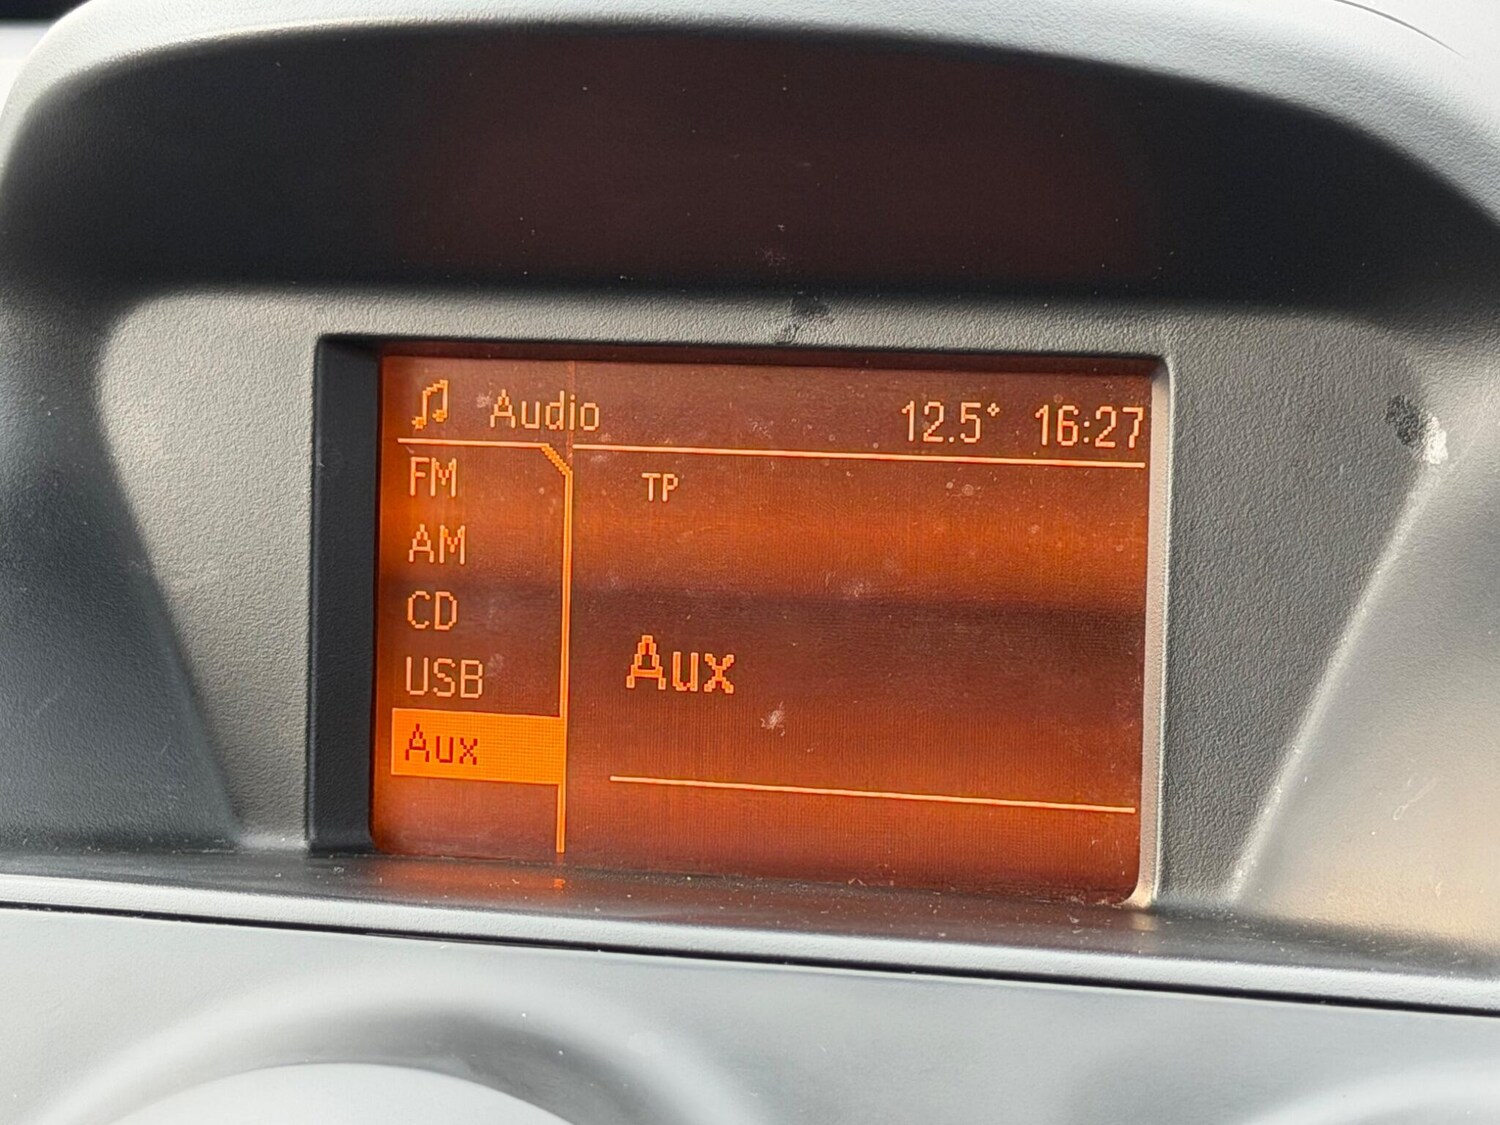 Audio 12.5° 16:27
FM
TP
AM
CD
USB
Aux
Aux